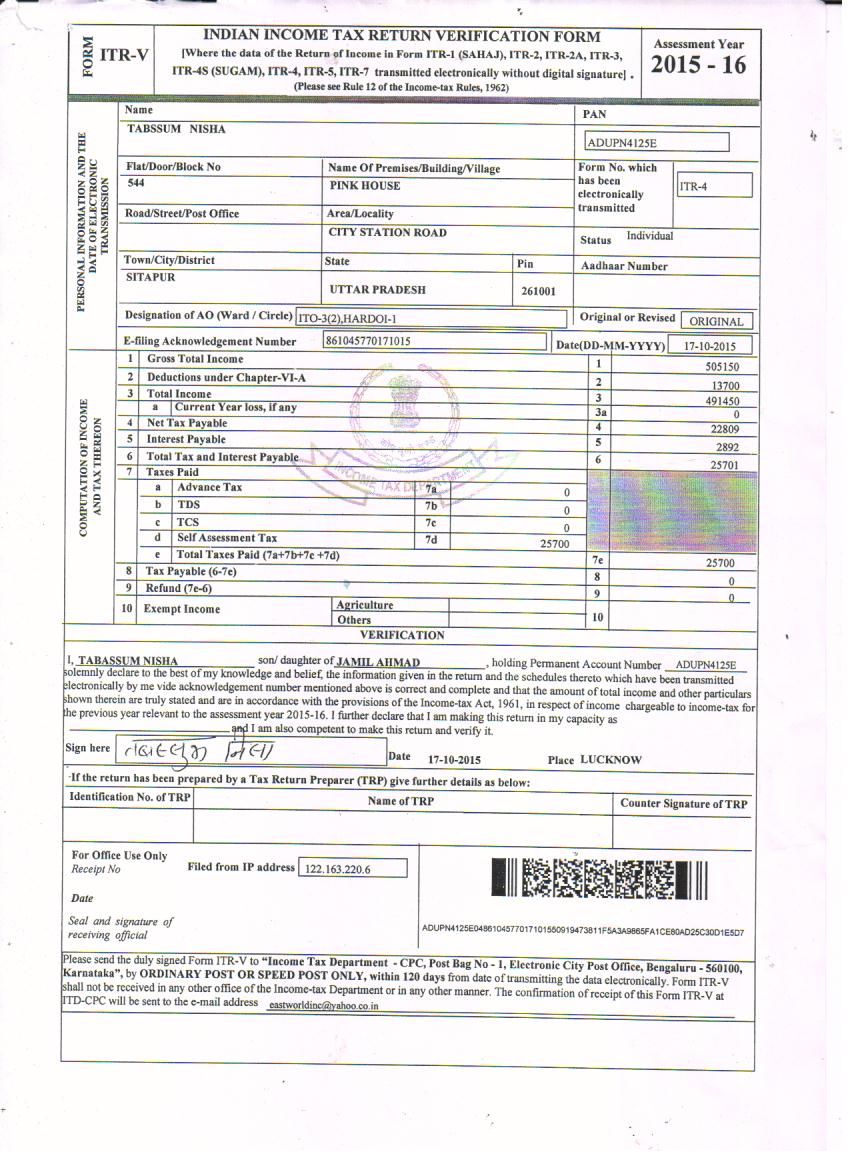 FORM
ITR-V
INDIAN INCOME TAX RETURN VERIFICATION FORM
[Where the data of the Return of Income in Form ITR-1 (SAHAJ), ITR-2, ITR-2A, ITR-3,
ITR-4S (SUGAM), ITR-4, ITR-5, ITR-7 transmitted electronically without digital signature] .
(Please see Rule 12 of the Income-tax Rules, 1962)
Assessment Year
2015 - 16
PERSONAL INFORMATION AND THE
DATE OF ELECTRONIC
TRANSMISSION
Name
TABSSUM NISHA
PAN
ADUPN4125E
Flat/Door/Block No
544
Name Of Premises/Building/Village
PINK HOUSE
Form No. which
has been
electronically
transmitted
ITR-4
Road/Street/Post Office
Area/Locality
CITY STATION ROAD
Status Individual
Town/City/District
SITAPUR
State
UTTAR PRADESH
Pin
261001
Aadhaar Number
Designation of AO (Ward / Circle) ITO-3(2),HARDOI-1
Original or Revised ORIGINAL
E-filing Acknowledgement Number 861045770171015
Date(DD-MM-YYYY) 17-10-2015
COMPUTATION OF INCOME
AND TAX THEREON
1 Gross Total Income 1 505150
2 Deductions under Chapter-VI-A 2 13700
3 Total Income 3 491450
a Current Year loss, if any 3a 0
4 Net Tax Payable 4 22809
5 Interest Payable 5 2892
6 Total Tax and Interest Payable 6 25701
7 Taxes Paid
a Advance Tax 7a 0
b TDS 7b 0
c TCS 7c 0
d Self Assessment Tax 7d 25700
e Total Taxes Paid (7a+7b+7c +7d) 7e 25700
8 Tax Payable (6-7e) 8 0
9 Refund (7e-6) 9 0
10 Exempt Income Agriculture 10
Others
INCOME TAX DEPARTMENT
VERIFICATION
I, TABASSUM NISHA son/ daughter of JAMIL AHMAD , holding Permanent Account Number ADUPN4125E
solemnly declare to the best of my knowledge and belief, the information given in the return and the schedules thereto which have been transmitted
electronically by me vide acknowledgement number mentioned above is correct and complete and that the amount of total income and other particulars
shown therein are truly stated and are in accordance with the provisions of the Income-tax Act, 1961, in respect of income chargeable to income-tax for
the previous year relevant to the assessment year 2015-16. I further declare that I am making this return in my capacity as
and I am also competent to make this return and verify it.
Sign here
Date 17-10-2015 Place LUCKNOW
If the return has been prepared by a Tax Return Preparer (TRP) give further details as below:
Identification No. of TRP Name of TRP Counter Signature of TRP
For Office Use Only
Receipt No
Filed from IP address 122.163.220.6
Date
Seal and signature of
receiving official
ADUPN4125E04861045770171015509194738​11F5A3A9865FA1CE80AD25C30D1E5D7
Please send the duly signed Form ITR-V to "Income Tax Department - CPC, Post Bag No - 1, Electronic City Post Office, Bengaluru - 560100,
Karnataka", by ORDINARY POST OR SPEED POST ONLY, within 120 days from date of transmitting the data electronically. Form ITR-V
shall not be received in any other office of the Income-tax Department or in any other manner. The confirmation of receipt of this Form ITR-V at
ITD-CPC will be sent to the e-mail address eastworldinc@yahoo.co.in